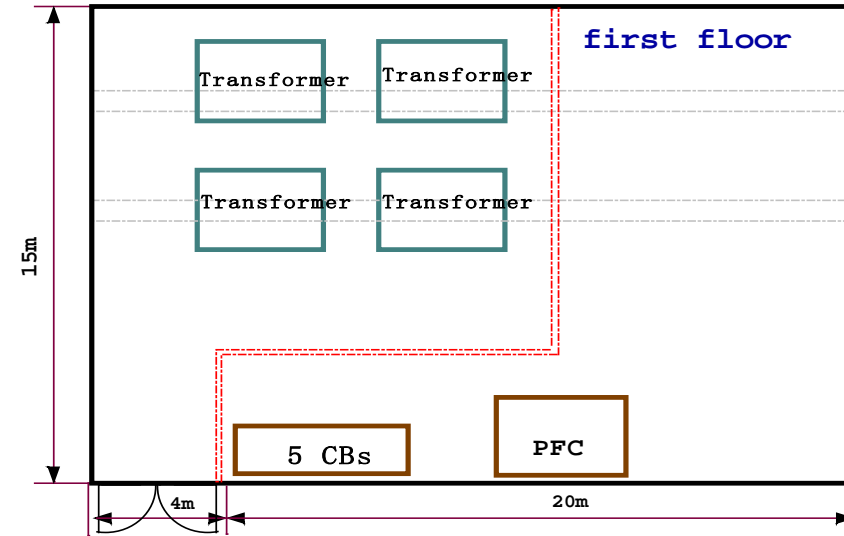 first floor
Transformer
Transformer
Transformer
Transformer
15m
5 CBs
PFC
4m
20m